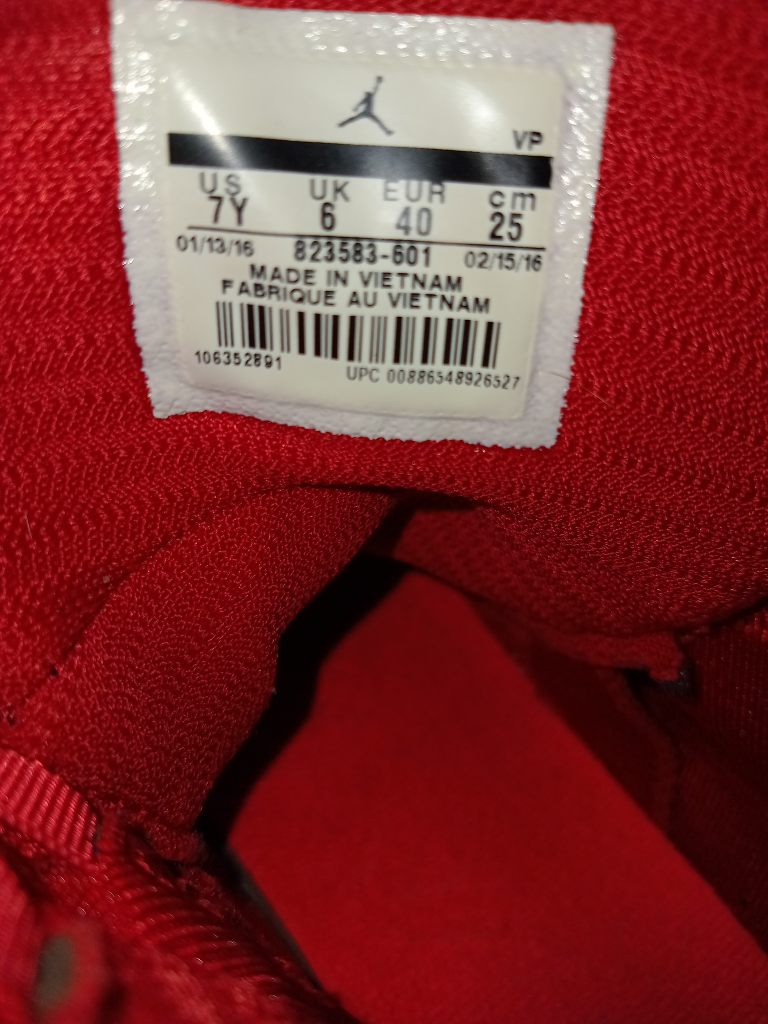 VP
US UK EUR cm
7Y 6 40 25
01/13/16 823583-601 02/15/16
MADE IN VIETNAM
FABRIQUE AU VIETNAM
106352891
UPC 00886548926527